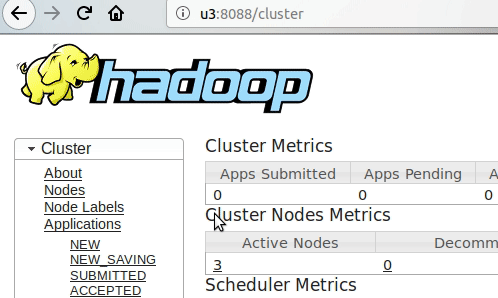 u3:8088/cluster
hadoop
Cluster
About
Nodes
Node Labels
Applications
NEW
NEW_SAVING
SUBMITTED
ACCEPTED
Cluster Metrics
Apps Submitted Apps Pending A
0 0 0
Cluster Nodes Metrics
Active Nodes Decomm
3 0
Scheduler Metrics